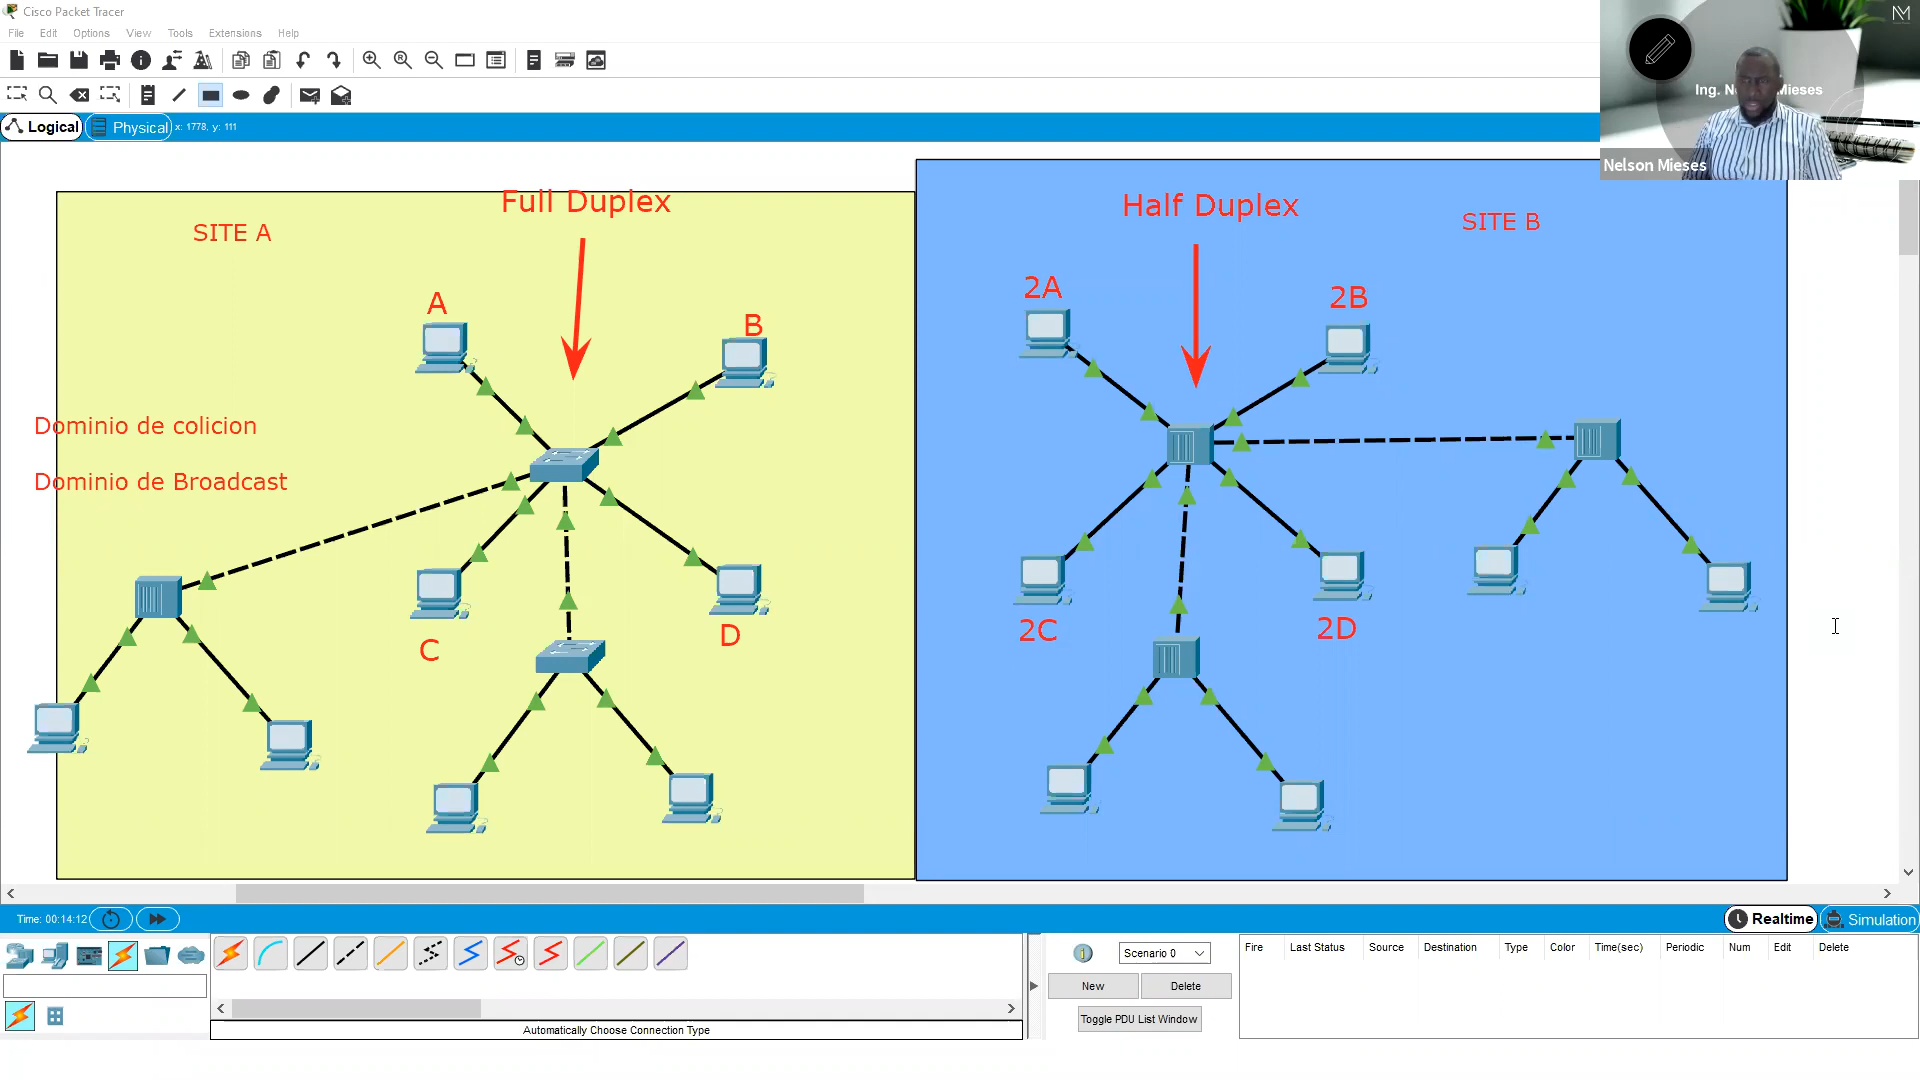 Cisco Packet Tracer
File Edit Options View Tools Extensions Help
Logical Physical x: 1778, y: 111
Nelson Mieses
Full Duplex
Half Duplex
SITE A
SITE B
A
B
2A
2B
Dominio de colicion
Dominio de Broadcast
C
D
2C
2D
Time: 00:14:12
Realtime Simulation
Scenario 0
Fire Last Status Source Destination Type Color Time(sec) Periodic Num Edit Delete
New Delete
Toggle PDU List Window
Automatically Choose Connection Type